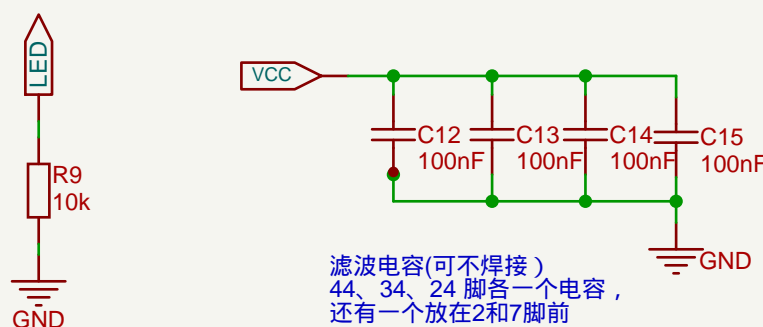 LED
R9
10k
GND
VCC
C12
100nF
C13
100nF
C14
100nF
C15
100nF
GND
滤波电容(可不焊接）
44、34、24 脚各一个电容，
还有一个放在2和7脚前